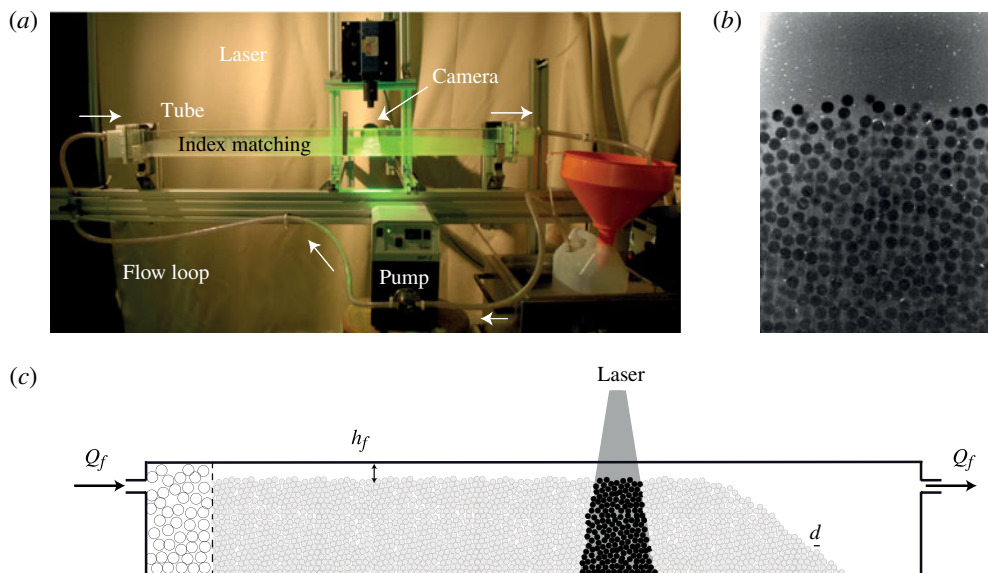 (a)
(b)
Laser
Camera
Tube
Index matching
Flow loop
Pump
(c)
Laser
h_f
Q_f
Q_f
d